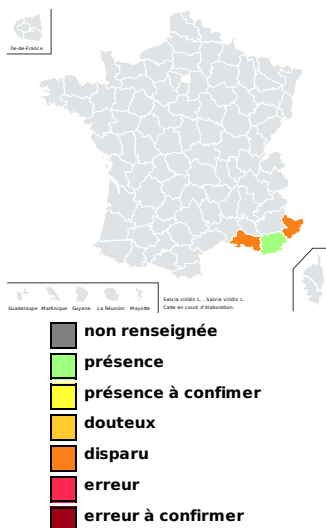 Île-de-France
Salvia viridis L. , Salvia viridis L.
Carte en cours d'élaboration.
Guadeloupe Martinique Guyane La Réunion Mayotte
non renseignée
présence
présence à confimer
douteux
disparu
erreur
erreur à confirmer